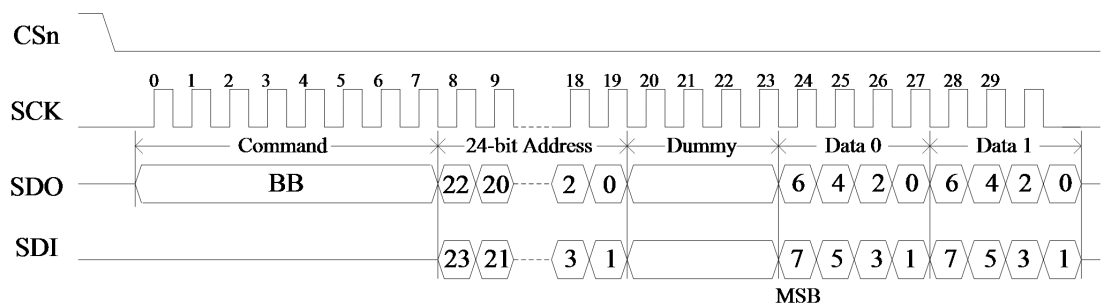 CSn
0 1 2 3 4 5 6 7 8 9 18 19 20 21 22 23 24 25 26 27 28 29
SCK
Command 24-bit Address Dummy Data 0 Data 1
SDO BB 22 20 2 0 6 4 2 0 6 4 2 0
SDI 23 21 3 1 7 5 3 1 7 5 3 1
MSB